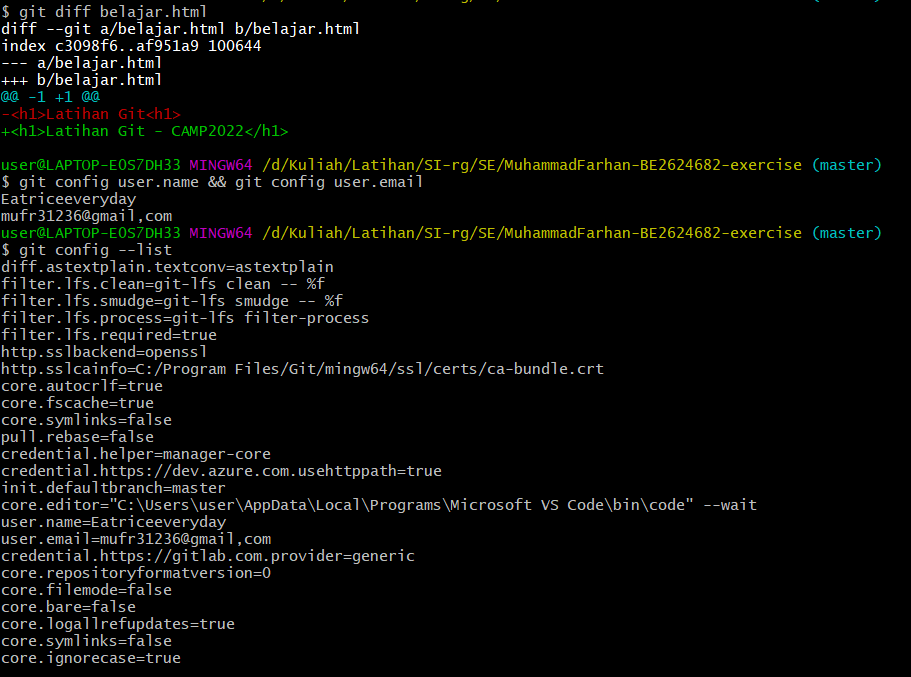 $ git diff belajar.html
diff --git a/belajar.html b/belajar.html
index c3098f6..af951a9 100644
--- a/belajar.html
+++ b/belajar.html
@@ -1 +1 @@
-<h1>Latihan Git<h1>
+<h1>Latihan Git - CAMP2022</h1>
user@LAPTOP-E0S7DH33 MINGW64 /d/Kuliah/Latihan/SI-rg/SE/MuhammadFarhan-BE2624682-exercise (master)
$ git config user.name && git config user.email
Eatriceeveryday
mufr31236@gmail,com
user@LAPTOP-E0S7DH33 MINGW64 /d/Kuliah/Latihan/SI-rg/SE/MuhammadFarhan-BE2624682-exercise (master)
$ git config --list
diff.astextplain.textconv=astextplain
filter.lfs.clean=git-lfs clean -- %f
filter.lfs.smudge=git-lfs smudge -- %f
filter.lfs.process=git-lfs filter-process
filter.lfs.required=true
http.sslbackend=openssl
http.sslcainfo=C:/Program Files/Git/mingw64/ssl/certs/ca-bundle.crt
core.autocrlf=true
core.fscache=true
core.symlinks=false
pull.rebase=false
credential.helper=manager-core
credential.https://dev.azure.com.usehttppath=true
init.defaultbranch=master
core.editor="C:\Users\user\AppData\Local\Programs\Microsoft VS Code\bin\code" --wait
user.name=Eatriceeveryday
user.email=mufr31236@gmail,com
credential.https://gitlab.com.provider=generic
core.repositoryformatversion=0
core.filemode=false
core.bare=false
core.logallrefupdates=true
core.symlinks=false
core.ignorecase=true